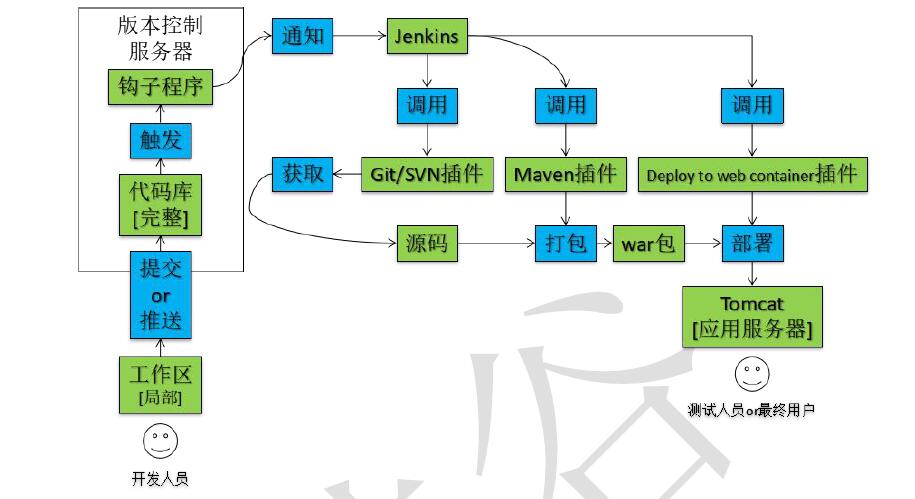 版本控制
服务器
钩子程序
触发
代码库
[完整]
提交
or
推送
工作区
[局部]
开发人员
通知
Jenkins
调用
调用
调用
获取
Git/SVN插件
Maven插件
Deploy to web container插件
源码
打包
war包
部署
Tomcat
[应用服务器]
测试人员or最终用户